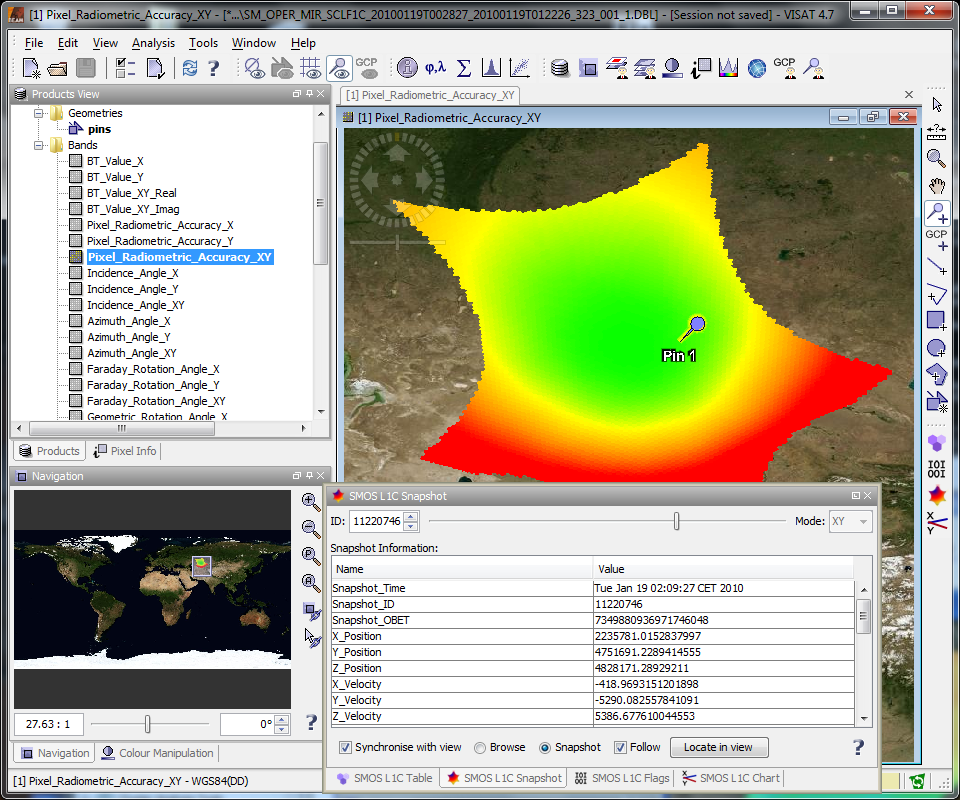 [1] Pixel_Radiometric_Accuracy_XY - [*...\SM_OPER_MIR_SCLF1C_20100119T002827_20100119T012226_323_001_1.DBL] - [Session not saved] - VISAT 4.7
File Edit View Analysis Tools Window Help
GCP φ,λ Σ GCP
Products View
[1] Pixel_Radiometric_Accuracy_XY
[1] Pixel_Radiometric_Accuracy_XY
Geometries
pins
Bands
BT_Value_X
BT_Value_Y
BT_Value_XY_Real
BT_Value_XY_Imag
Pixel_Radiometric_Accuracy_X
Pixel_Radiometric_Accuracy_Y
Pixel_Radiometric_Accuracy_XY
Incidence_Angle_X
Incidence_Angle_Y
Incidence_Angle_XY
Azimuth_Angle_X
Azimuth_Angle_Y
Azimuth_Angle_XY
Faraday_Rotation_Angle_X
Faraday_Rotation_Angle_Y
Faraday_Rotation_Angle_XY
Geometric_Rotation_Angle_X
Pin 1
GCP
Products Pixel Info
Navigation
27.63 : 1
0°
Navigation Colour Manipulation
SMOS L1C Snapshot
ID: 11220746 Mode: XY
Snapshot Information:
Name Value
Snapshot_Time Tue Jan 19 02:09:27 CET 2010
Snapshot_ID 11220746
Snapshot_OBET 7349880936971746048
X_Position 2235781.0152837997
Y_Position 4751691.2289414555
Z_Position 4828171.28929211
X_Velocity -418.9693151201898
Y_Velocity -5290.082557841091
Z_Velocity 5386.677610044553
Synchronise with view Browse Snapshot Follow Locate in view
SMOS L1C Table SMOS L1C Snapshot SMOS L1C Flags SMOS L1C Chart
[1] Pixel_Radiometric_Accuracy_XY - WGS84(DD)